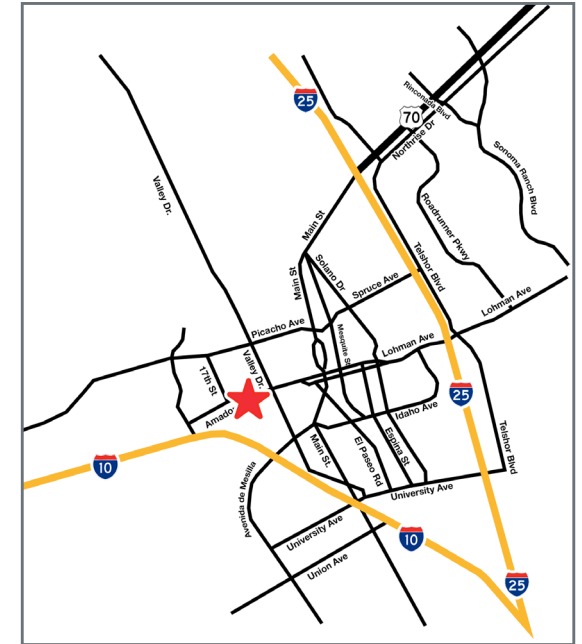 25
Rinconada Blvd
70
Northrise Dr
Sonoma Ranch Blvd
Valley Dr.
Roadrunner Pkwy
Main St
Telshor Blvd
Solano Dr
Main St
Spruce Ave
Lohman Ave
Picacho Ave
Mesquite St
Lohman Ave
Valley Dr.
17th St
25
Idaho Ave
Telshor Blvd
Main St.
El Paseo Rd
Espina St
10
Avenida de Mesilla
University Ave
University Ave
10
Union Ave
25